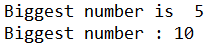 Biggest number is  5
Biggest number : 10